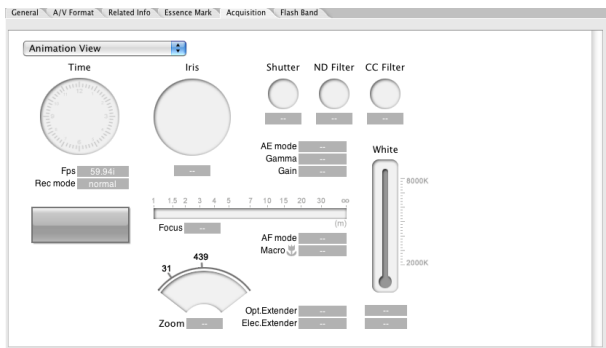 General A/V Format Related Info Essence Mark Acquisition Flash Band
Animation View
Time Iris Shutter ND Filter CC Filter
-- -- --
AE mode -- White
Gamma --
Fps 59.94i -- Gain --
Rec mode normal
8000K
1 1.5 2 3 4 5 7 10 15 20 30 ∞
(m)
Focus --
AF mode --
Macro --
439
31
2000K
Opt.Extender -- --
Zoom -- Elec.Extender -- --